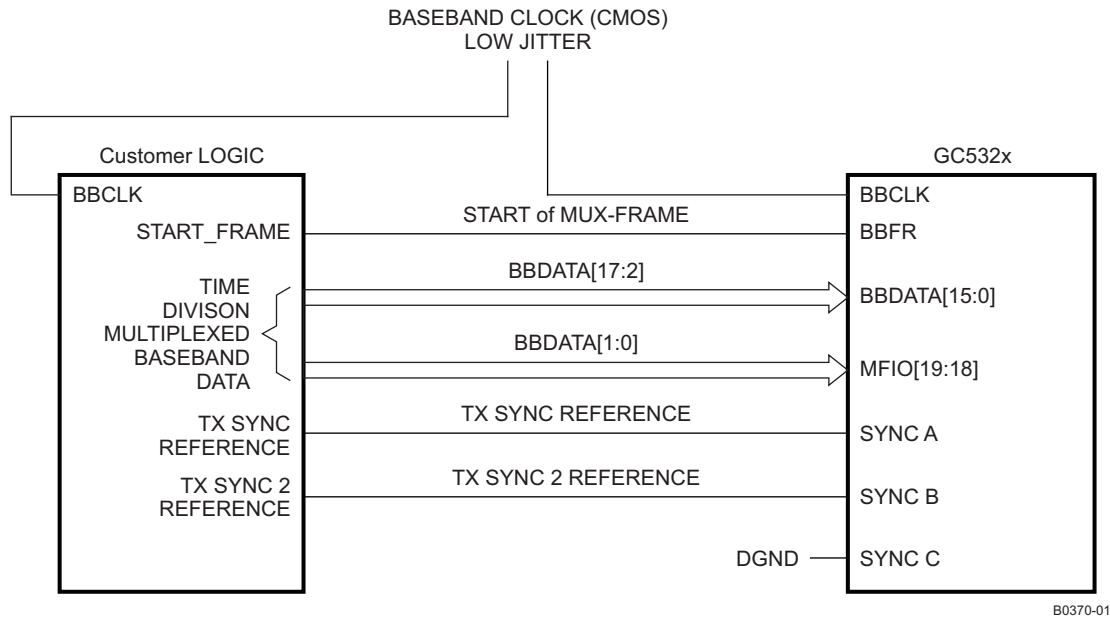 BASEBAND CLOCK (CMOS)
LOW JITTER
Customer LOGIC
GC532x
BBCLK
BBCLK
START_FRAME
START of MUX-FRAME
BBFR
TIME
DIVISON
MULTIPLEXED
BASEBAND
DATA
BBDATA[17:2]
BBDATA[15:0]
BBDATA[1:0]
MFIO[19:18]
TX SYNC
REFERENCE
TX SYNC REFERENCE
SYNC A
TX SYNC 2
REFERENCE
TX SYNC 2 REFERENCE
SYNC B
DGND
SYNC C
B0370-01